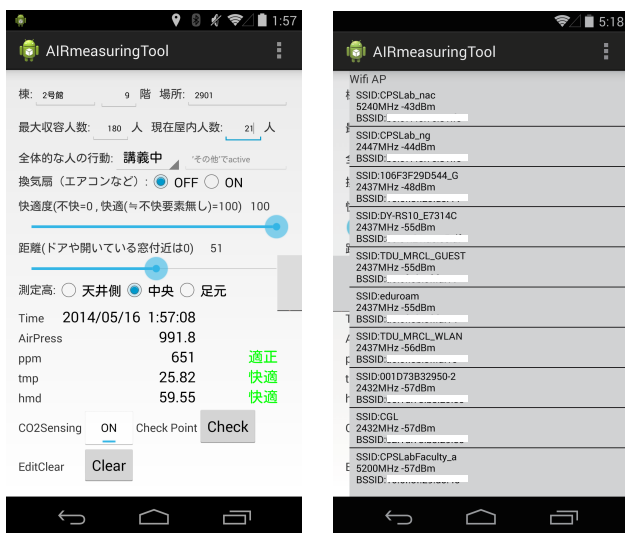 1:57
AIRmeasuringTool
棟: 2号館 9 階 場所: 2901
最大収容人数: 180 人 現在屋内人数: 21 人
全体的な人の行動: 講義中 'その他'でactive
換気扇（エアコンなど）: OFF ON
快適度(不快=0 , 快適(≒不快要素無し)=100) 100
距離(ドアや開いている窓付近は0) 51
測定高: 天井側 中央 足元
Time 2014/05/16 1:57:08
AirPress 991.8
ppm 651 適正
tmp 25.82 快適
hmd 59.55 快適
CO2Sensing ON Check Point Check
EditClear Clear
5:18
AIRmeasuringTool
Wifi AP
SSID:CPSLab_nac
5240MHz -43dBm
BSSID:
SSID:CPSLab_ng
2447MHz -44dBm
BSSID:
SSID:106F3F29D544_G
2437MHz -48dBm
BSSID:
SSID:DY-RS10_E7314C
2437MHz -55dBm
BSSID:
SSID:TDU_MRCL_GUEST
2437MHz -55dBm
BSSID:
SSID:eduroam
2437MHz -55dBm
BSSID:
SSID:TDU_MRCL_WLAN
2437MHz -56dBm
BSSID:
SSID:001D73B32950-2
2432MHz -57dBm
BSSID:
SSID:CGL
2432MHz -57dBm
BSSID:
SSID:CPSLabFaculty_a
5200MHz -57dBm
BSSID: